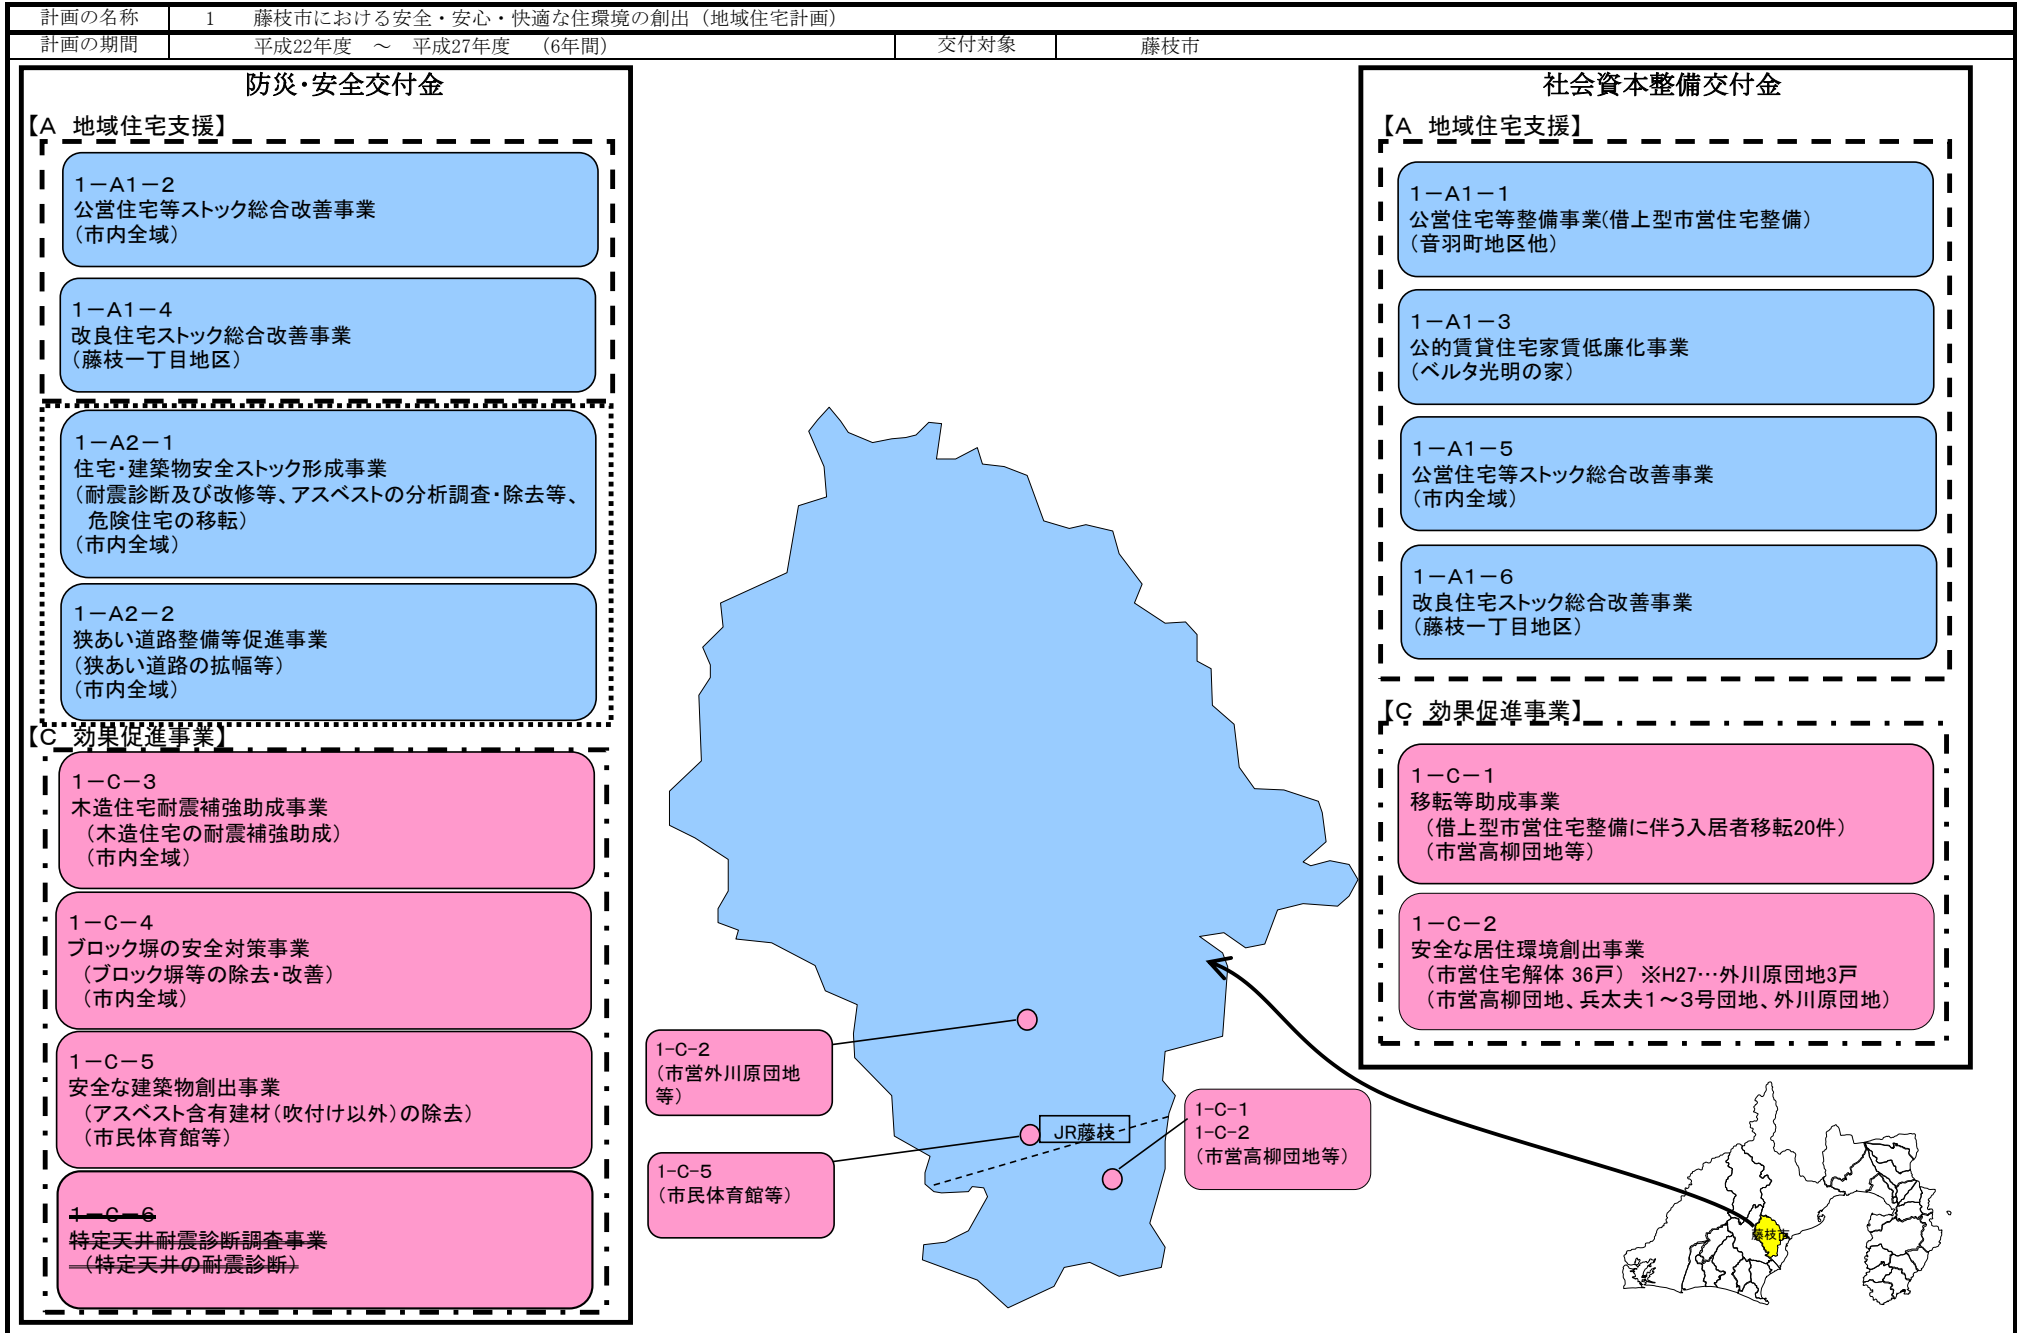 計画の名称 1 藤枝市における安全・安心・快適な住環境の創出（地域住宅計画）
計画の期間 平成22年度 ～ 平成27年度 （6年間） 交付対象 藤枝市
防災・安全交付金
【A 地域住宅支援】
1－A1－2
公営住宅等ストック総合改善事業
（市内全域）
1－A1－4
改良住宅ストック総合改善事業
（藤枝一丁目地区）
1－A2－1
住宅・建築物安全ストック形成事業
（耐震診断及び改修等、アスベストの分析調査・除去等、
危険住宅の移転）
（市内全域）
1－A2－2
狭あい道路整備等促進事業
（狭あい道路の拡幅等）
（市内全域）
【C 効果促進事業】
1－C－3
木造住宅耐震補強助成事業
（木造住宅の耐震補強助成）
（市内全域）
1－C－4
ブロック塀の安全対策事業
（ブロック塀等の除去・改善）
（市内全域）
1－C－5
安全な建築物創出事業
（アスベスト含有建材（吹付け以外）の除去）
（市民体育館等）
1－C－6
特定天井耐震診断調査事業
（特定天井の耐震診断）
1-C-2
（市営外川原団地
等）
1-C-5
（市民体育館等）
JR藤枝
1-C-1
1-C-2
（市営高柳団地等）
社会資本整備交付金
【A 地域住宅支援】
1－A1－1
公営住宅等整備事業（借上型市営住宅整備）
（音羽町地区他）
1－A1－3
公的賃貸住宅家賃低廉化事業
（ベルタ光明の家）
1－A1－5
公営住宅等ストック総合改善事業
（市内全域）
1－A1－6
改良住宅ストック総合改善事業
（藤枝一丁目地区）
【C 効果促進事業】
1－C－1
移転等助成事業
（借上型市営住宅整備に伴う入居者移転20件）
（市営高柳団地等）
1－C－2
安全な居住環境創出事業
（市営住宅解体 36戸） ※H27…外川原団地3戸
（市営高柳団地、兵太夫1～3号団地、外川原団地）
藤枝市